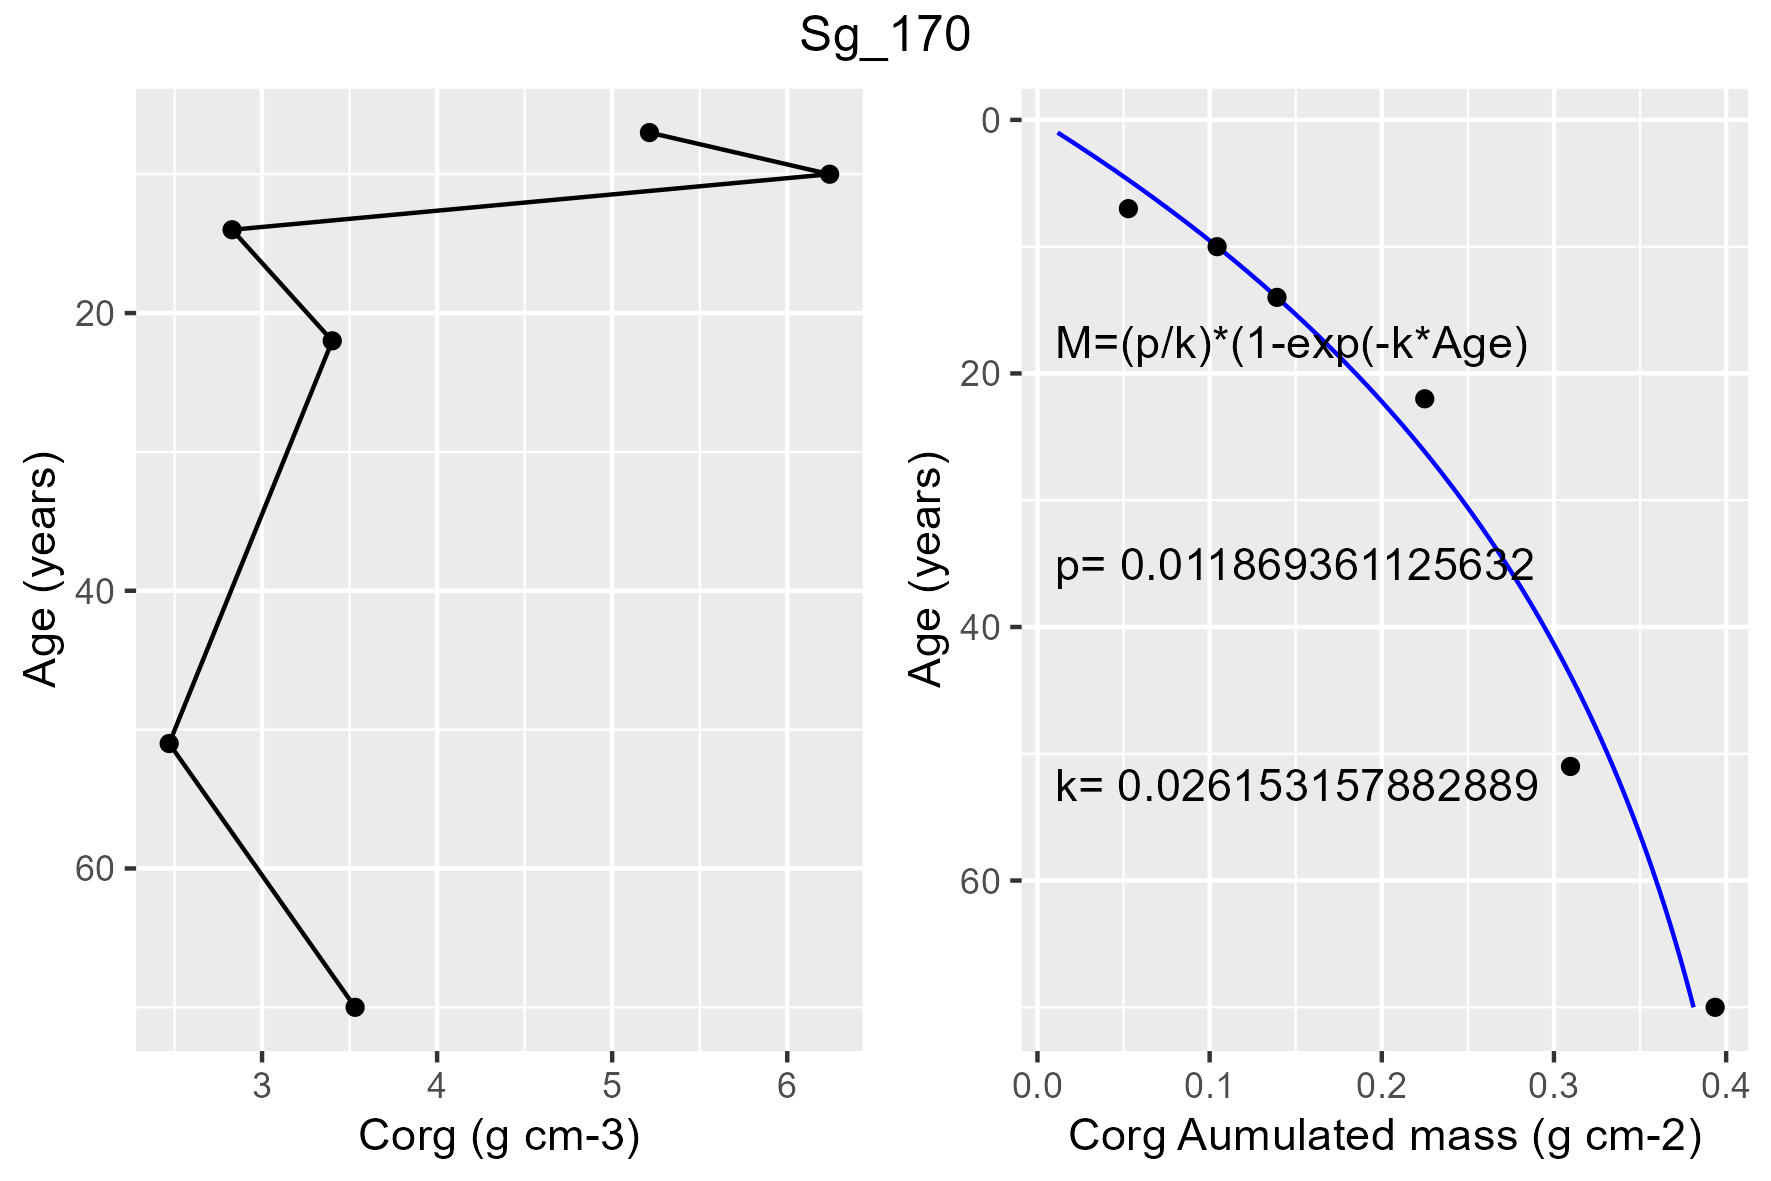 Sg_170
Age (years)
20
40
60
3
4
5
6
Corg (g cm-3)
Age (years)
0
20
40
60
M=(p/k)*(1-exp(-k*Age)
p= 0.011869361125632
k= 0.026153157882889
0.0
0.1
0.2
0.3
0.4
Corg Aumulated mass (g cm-2)